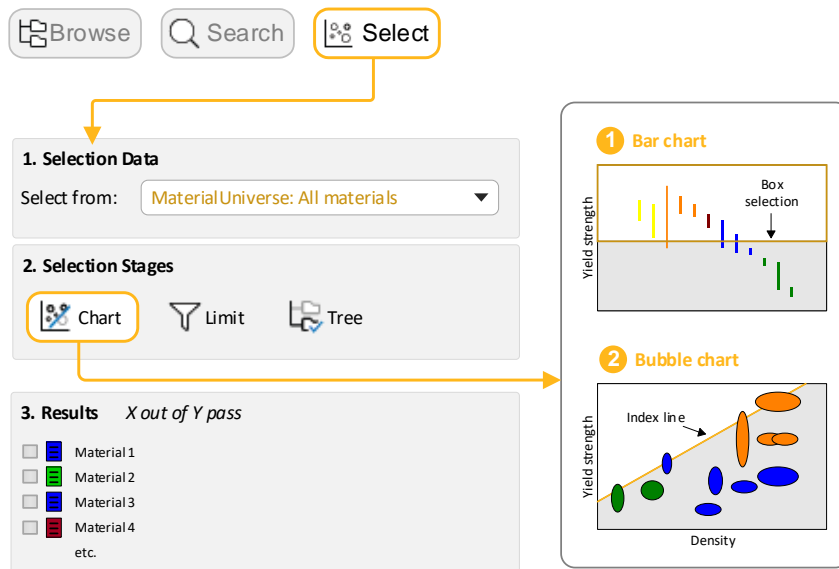 Browse
Search
Select
1. Selection Data
Select from:
MaterialUniverse: All materials
2. Selection Stages
Chart
Limit
Tree
3. Results X out of Y pass
Material 1
Material 2
Material 3
Material 4
etc.
1 Bar chart
Box
selection
Yield strength
2 Bubble chart
Index line
Yield strength
Density